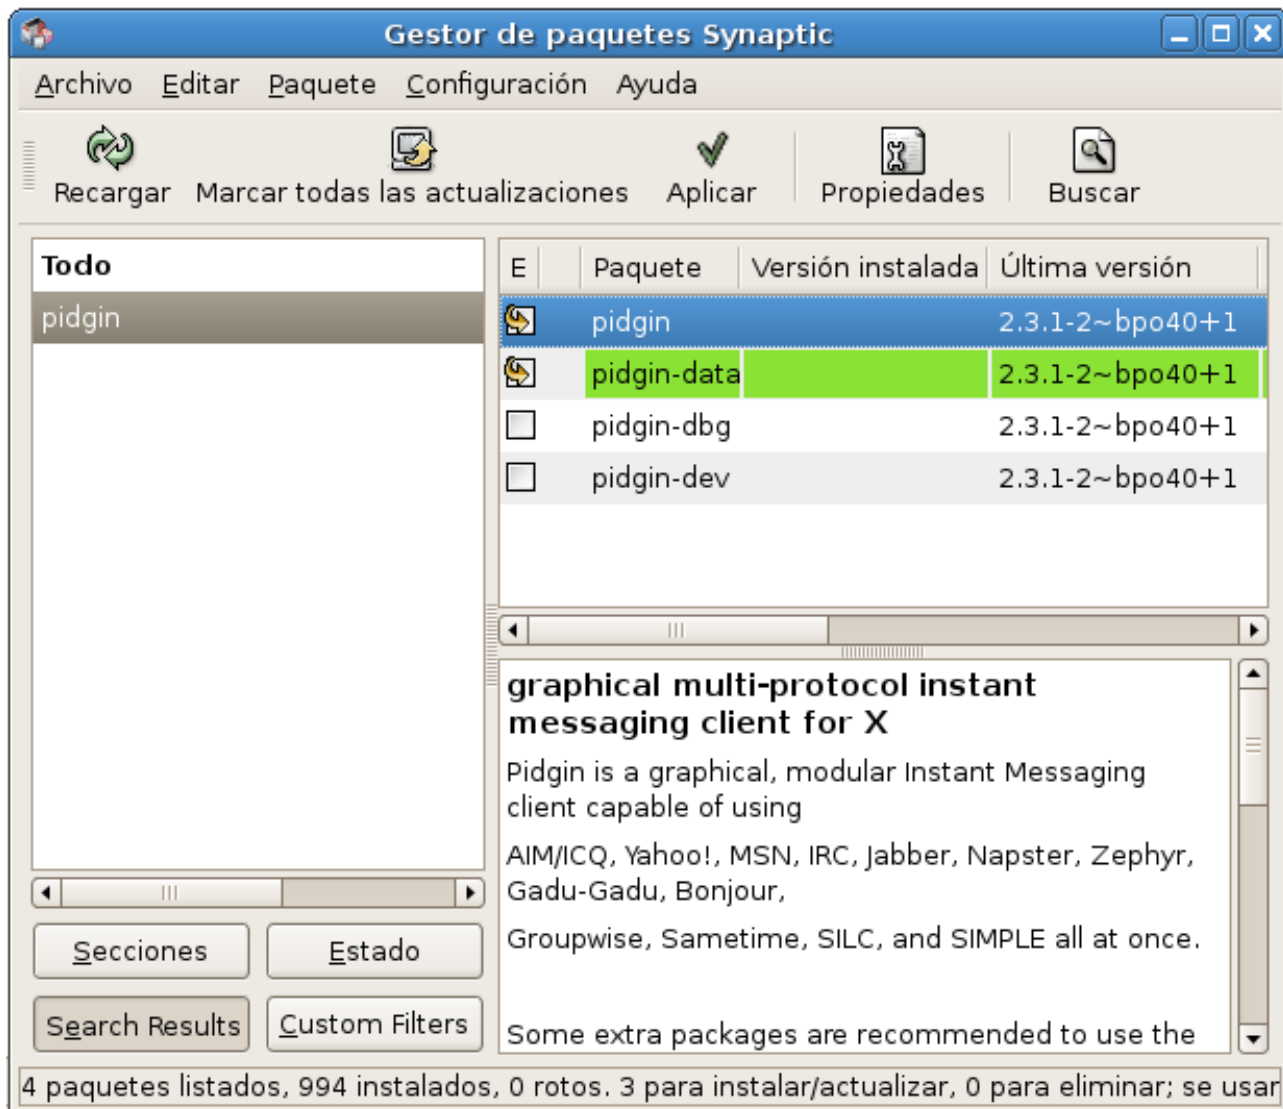 Gestor de paquetes Synaptic
Archivo Editar Paquete Configuración Ayuda
Recargar Marcar todas las actualizaciones Aplicar Propiedades Buscar
Todo
pidgin
E Paquete Versión instalada Última versión
pidgin 2.3.1-2~bpo40+1
pidgin-data 2.3.1-2~bpo40+1
pidgin-dbg 2.3.1-2~bpo40+1
pidgin-dev 2.3.1-2~bpo40+1
graphical multi-protocol instant
messaging client for X
Pidgin is a graphical, modular Instant Messaging
client capable of using
AIM/ICQ, Yahoo!, MSN, IRC, Jabber, Napster, Zephyr,
Gadu-Gadu, Bonjour,
Groupwise, Sametime, SILC, and SIMPLE all at once.
Some extra packages are recommended to use the
Secciones Estado
Search Results Custom Filters
4 paquetes listados, 994 instalados, 0 rotos. 3 para instalar/actualizar, 0 para eliminar; se usar